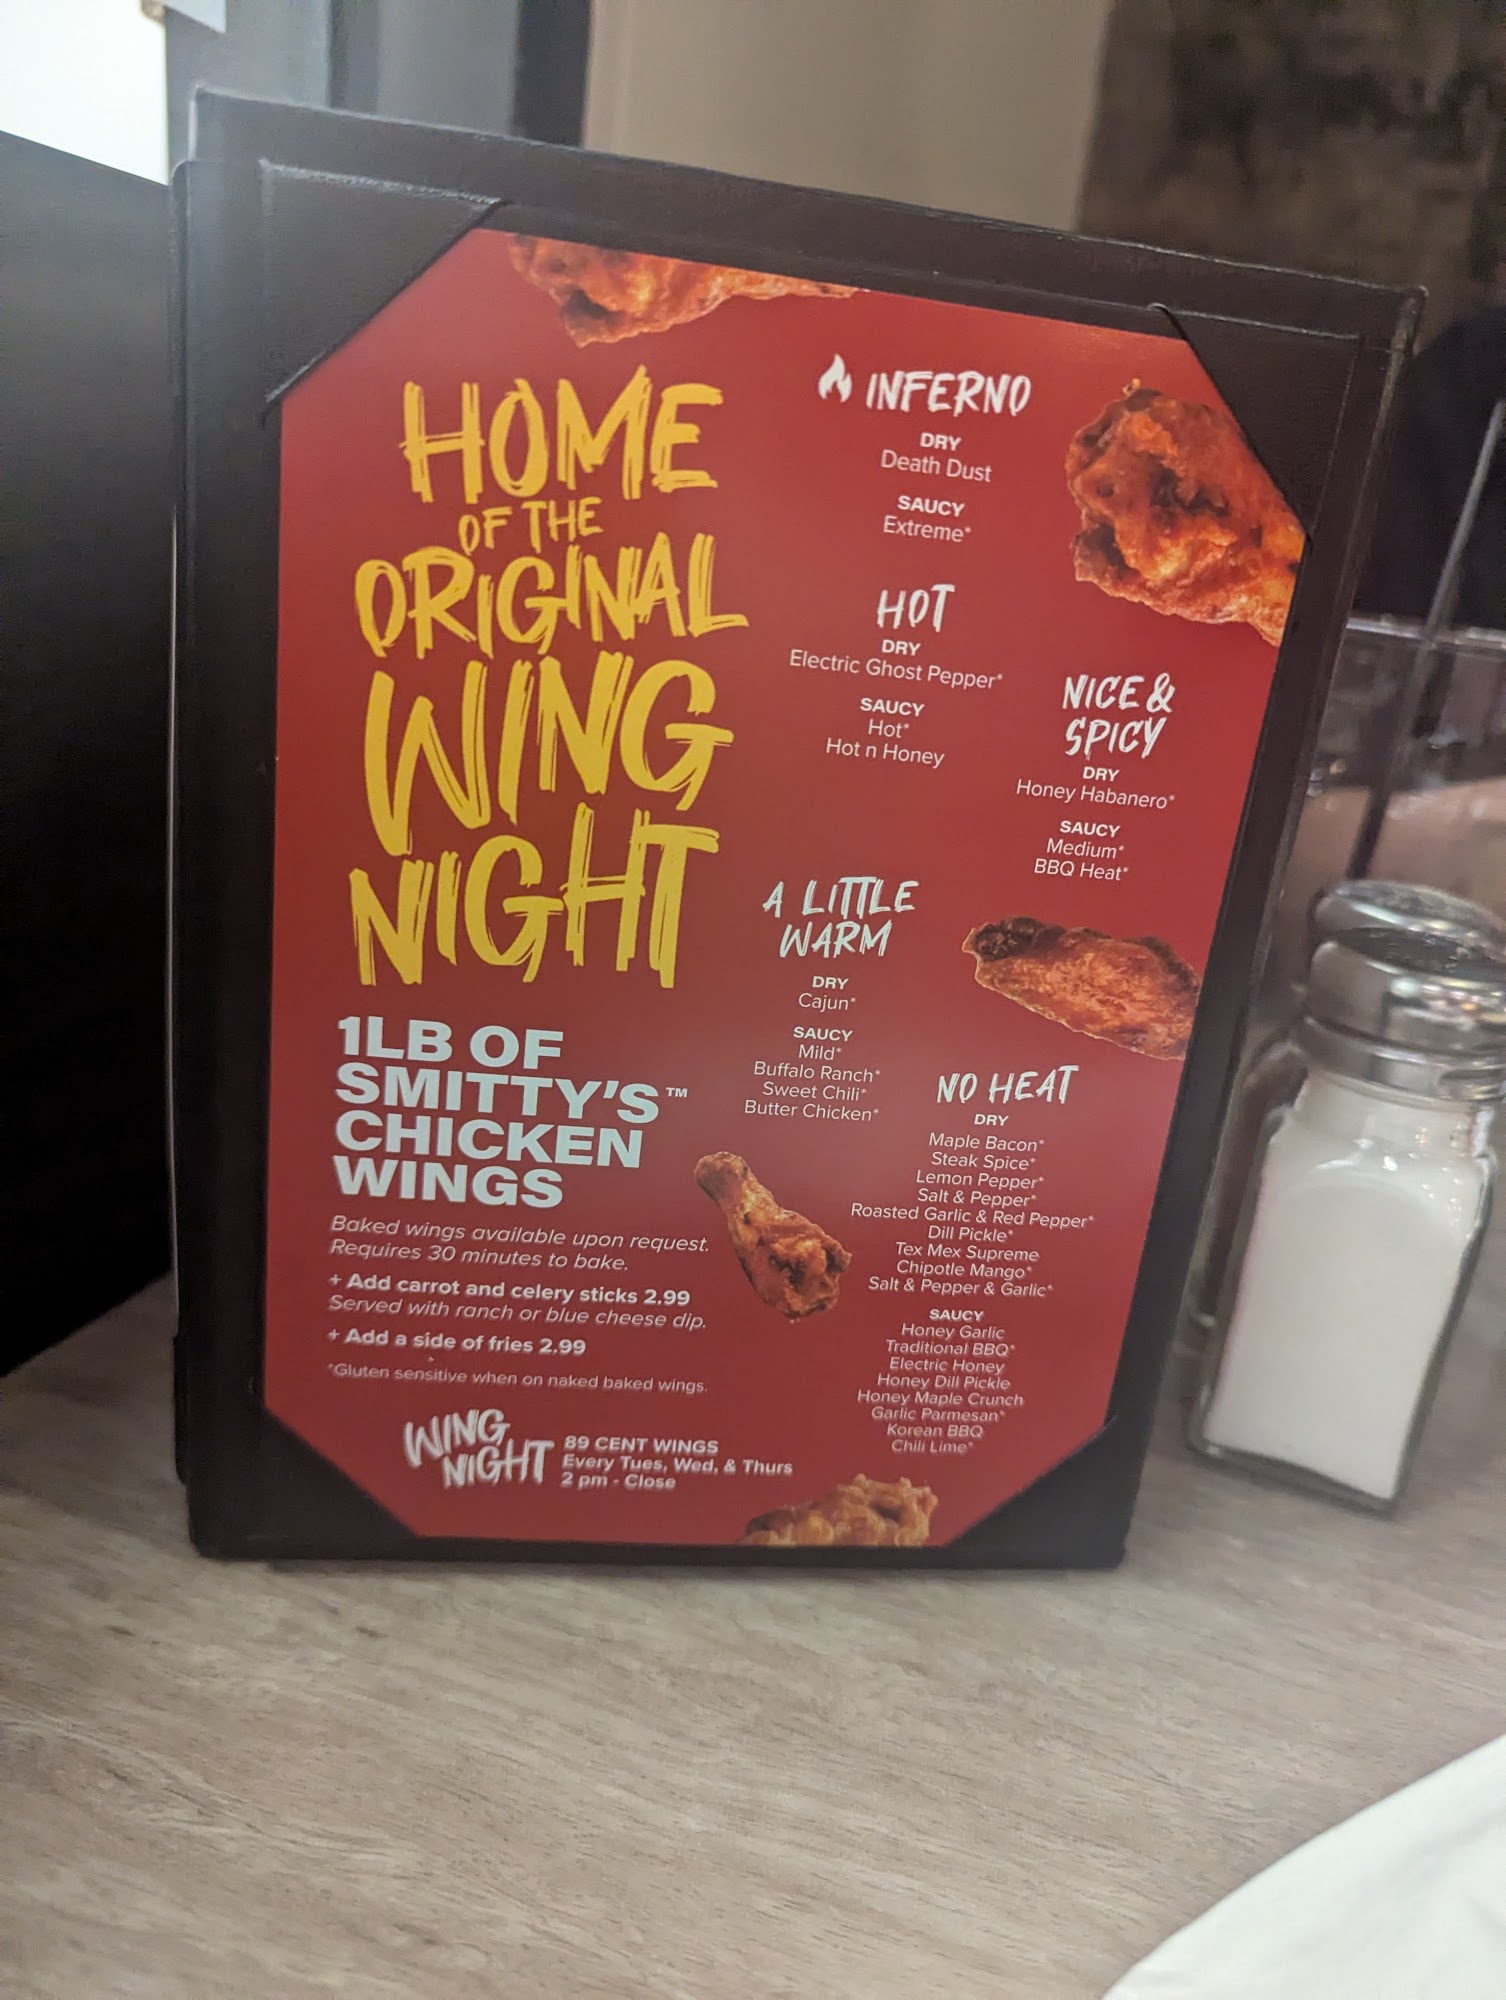 HOME
OF THE
ORIGINAL
WING
NIGHT
1LB OF
SMITTY'S™
CHICKEN
WINGS
Baked wings available upon request.
Requires 30 minutes to bake.
+ Add carrot and celery sticks 2.99
Served with ranch or blue cheese dip.
+ Add a side of fries 2.99
*Gluten sensitive when on naked baked wings.
WING
NIGHT
89 CENT WINGS
Every Tues, Wed, & Thurs
2 pm - Close
INFERNO
DRY
Death Dust
SAUCY
Extreme*
HOT
DRY
Electric Ghost Pepper*
SAUCY
Hot*
Hot n Honey
NICE &
SPICY
DRY
Honey Habanero*
SAUCY
Medium*
BBQ Heat*
A LITTLE
WARM
DRY
Cajun*
SAUCY
Mild*
Buffalo Ranch*
Sweet Chili*
Butter Chicken*
NO HEAT
DRY
Maple Bacon*
Steak Spice*
Lemon Pepper*
Salt & Pepper*
Roasted Garlic & Red Pepper*
Dill Pickle*
Tex Mex Supreme
Chipotle Mango*
Salt & Pepper & Garlic*
SAUCY
Honey Garlic
Traditional BBQ*
Electric Honey
Honey Dill Pickle
Honey Maple Crunch
Garlic Parmesan*
Korean BBQ
Chili Lime*